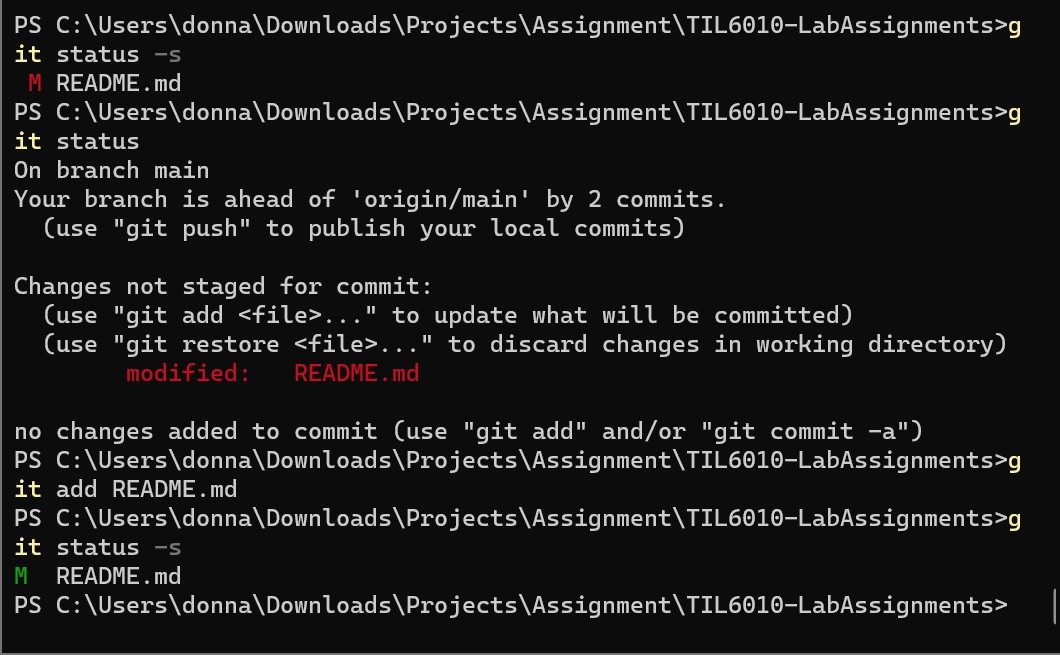 PS C:\Users\donna\Downloads\Projects\Assignment\TIL6010-LabAssignments>g
it status -s
 M README.md
PS C:\Users\donna\Downloads\Projects\Assignment\TIL6010-LabAssignments>g
it status
On branch main
Your branch is ahead of 'origin/main' by 2 commits.
  (use "git push" to publish your local commits)

Changes not staged for commit:
  (use "git add <file>..." to update what will be committed)
  (use "git restore <file>..." to discard changes in working directory)
        modified:   README.md

no changes added to commit (use "git add" and/or "git commit -a")
PS C:\Users\donna\Downloads\Projects\Assignment\TIL6010-LabAssignments>g
it add README.md
PS C:\Users\donna\Downloads\Projects\Assignment\TIL6010-LabAssignments>g
it status -s
M  README.md
PS C:\Users\donna\Downloads\Projects\Assignment\TIL6010-LabAssignments>